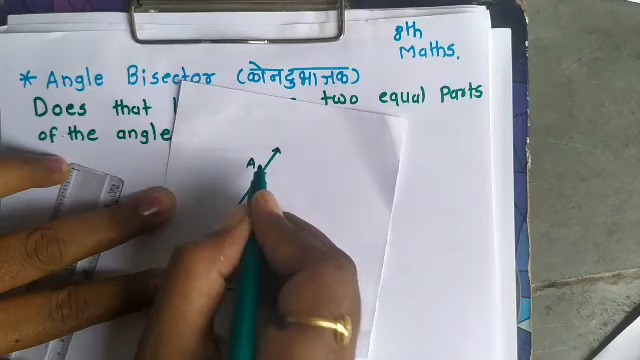 8th
Maths.
* Angle Bisector (कोनदुभाजक)
Does that two equal Parts
of the angle
A